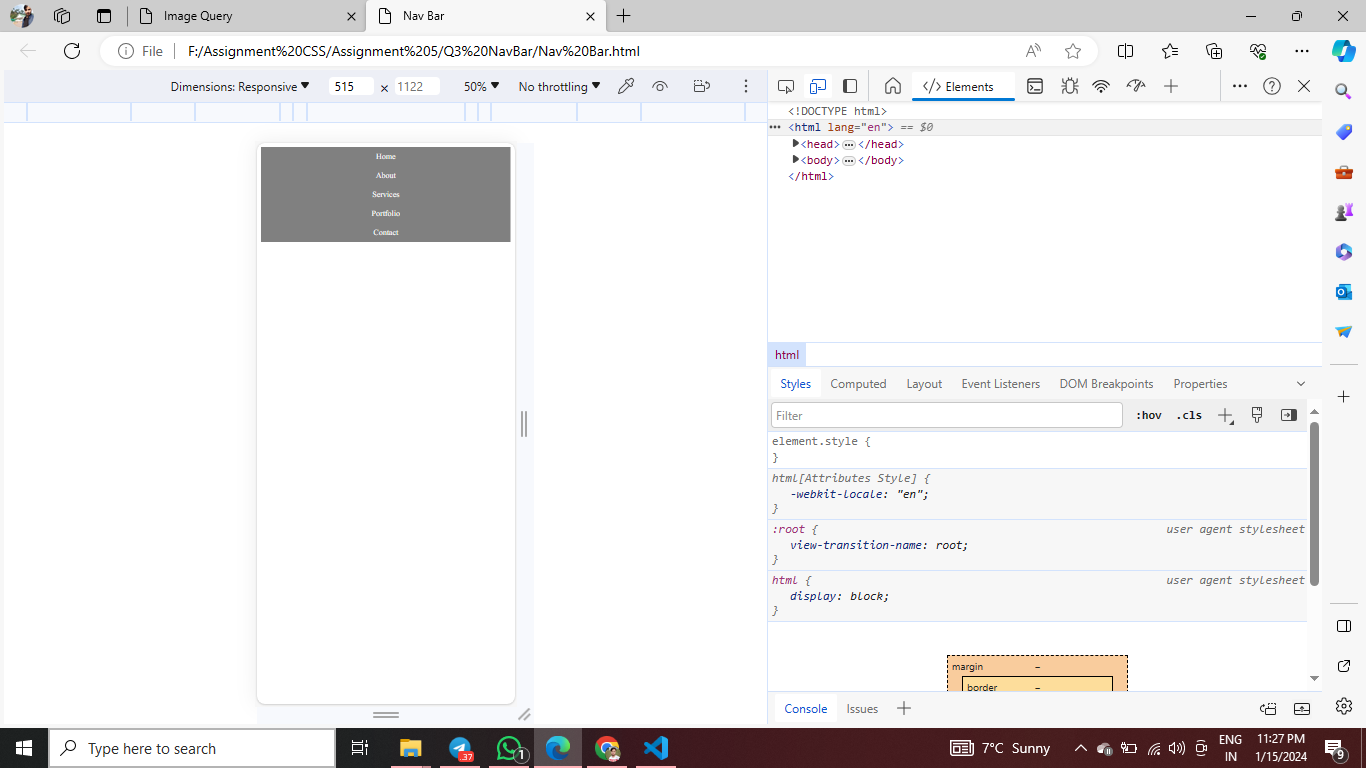 Image Query
Nav Bar
File
F:/Assignment%20CSS/Assignment%205/Q3%20NavBar/Nav%20Bar.html
Dimensions: Responsive
515 × 1122
50%
No throttling
Home
About
Services
Portfolio
Contact
Elements
<!DOCTYPE html>
<html lang="en"> == $0
<head> </head>
<body> </body>
</html>
html
Styles Computed Layout Event Listeners DOM Breakpoints Properties
Filter
:hov .cls
element.style {
}
html[Attributes Style] {
-webkit-locale: "en";
}
:root { user agent stylesheet
view-transition-name: root;
}
html { user agent stylesheet
display: block;
}
margin –
border –
Console Issues
Type here to search
.37
1
7°C Sunny
ENG
IN
11:27 PM
1/15/2024
9